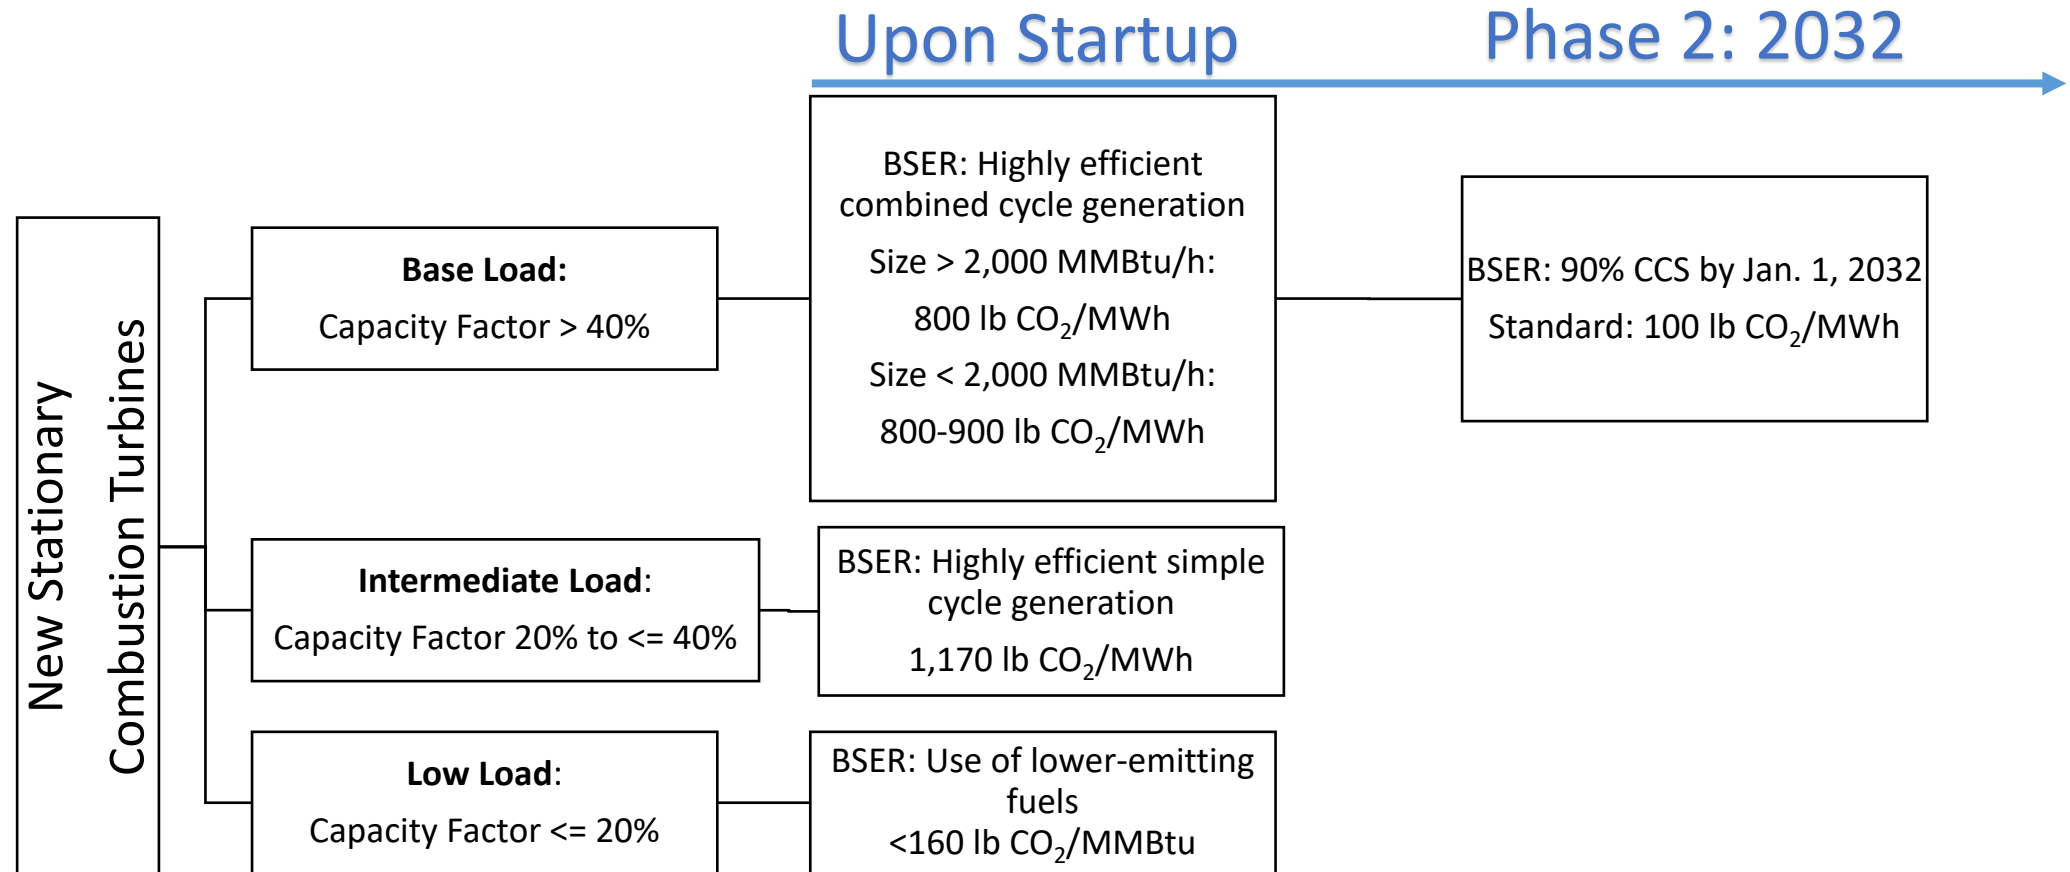 Upon Startup
Phase 2: 2032
New Stationary
Combustion Turbines
Base Load:
Capacity Factor > 40%
BSER: Highly efficient
combined cycle generation
Size > 2,000 MMBtu/h:
800 lb CO₂/MWh
Size < 2,000 MMBtu/h:
800-900 lb CO₂/MWh
BSER: 90% CCS by Jan. 1, 2032
Standard: 100 lb CO₂/MWh
Intermediate Load:
Capacity Factor 20% to <= 40%
BSER: Highly efficient simple
cycle generation
1,170 lb CO₂/MWh
Low Load:
Capacity Factor <= 20%
BSER: Use of lower-emitting
fuels
<160 lb CO₂/MMBtu